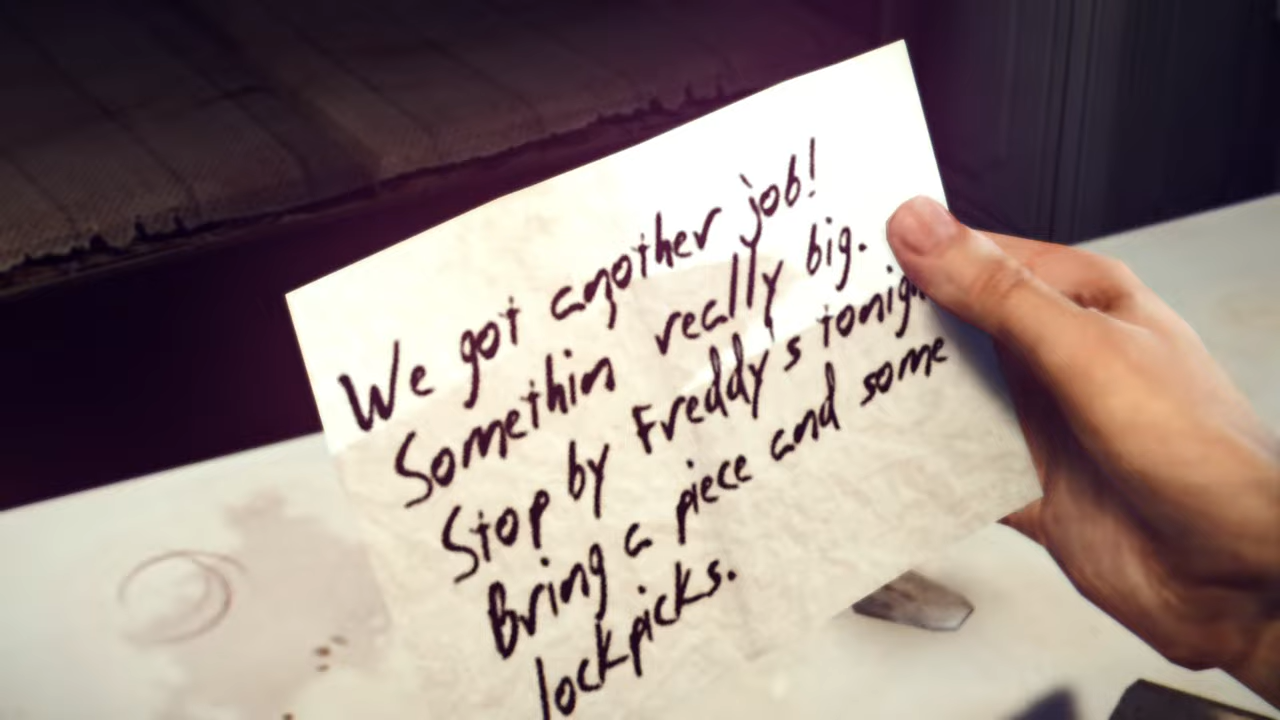 We got another job!
Somethin really big.
Stop by Freddy's
Bring a piece and some
lockpicks.